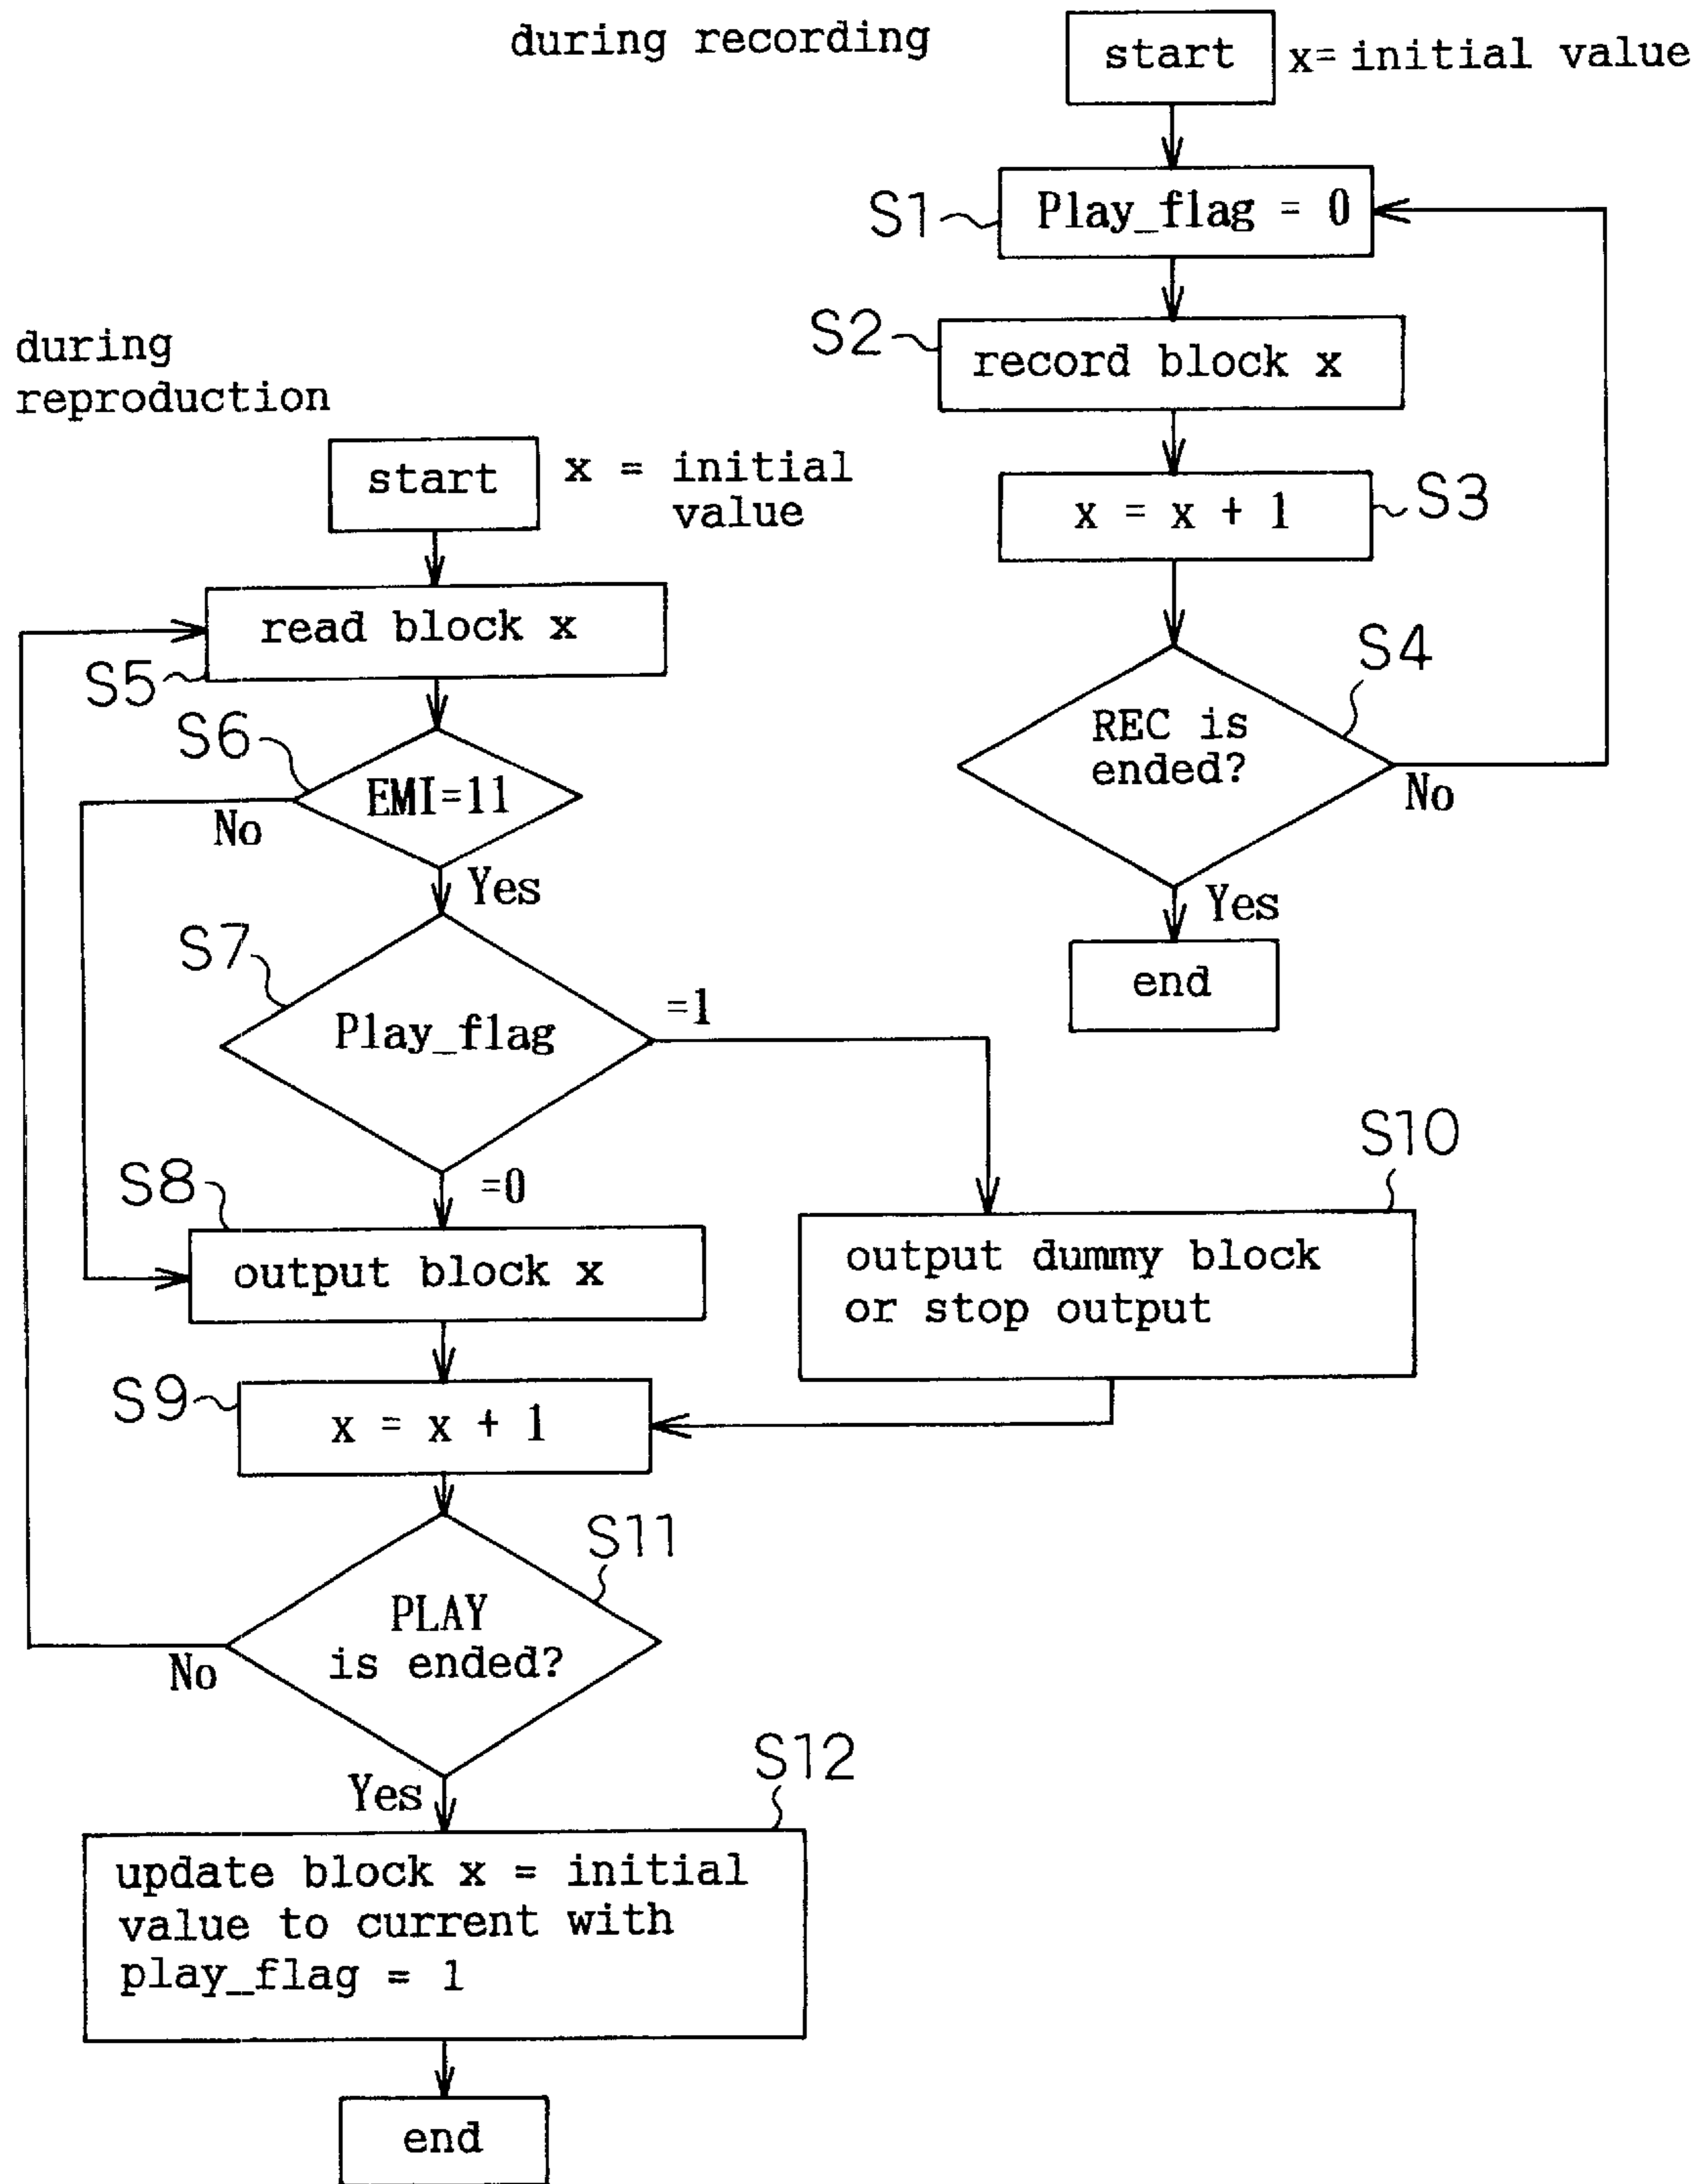 during recording
start
x= initial value
S1
Play_flag = 0
S2
record block x
S3
x = x + 1
S4
REC is
ended?
No
Yes
end
during
reproduction
start
x = initial
value
read block x
S5
S6
EMI=11
No
Yes
S7
Play_flag
=1
=0
S8
output block x
S10
output dummy block
or stop output
S9
x = x + 1
S11
PLAY
is ended?
No
Yes
S12
update block x = initial
value to current with
play_flag = 1
end